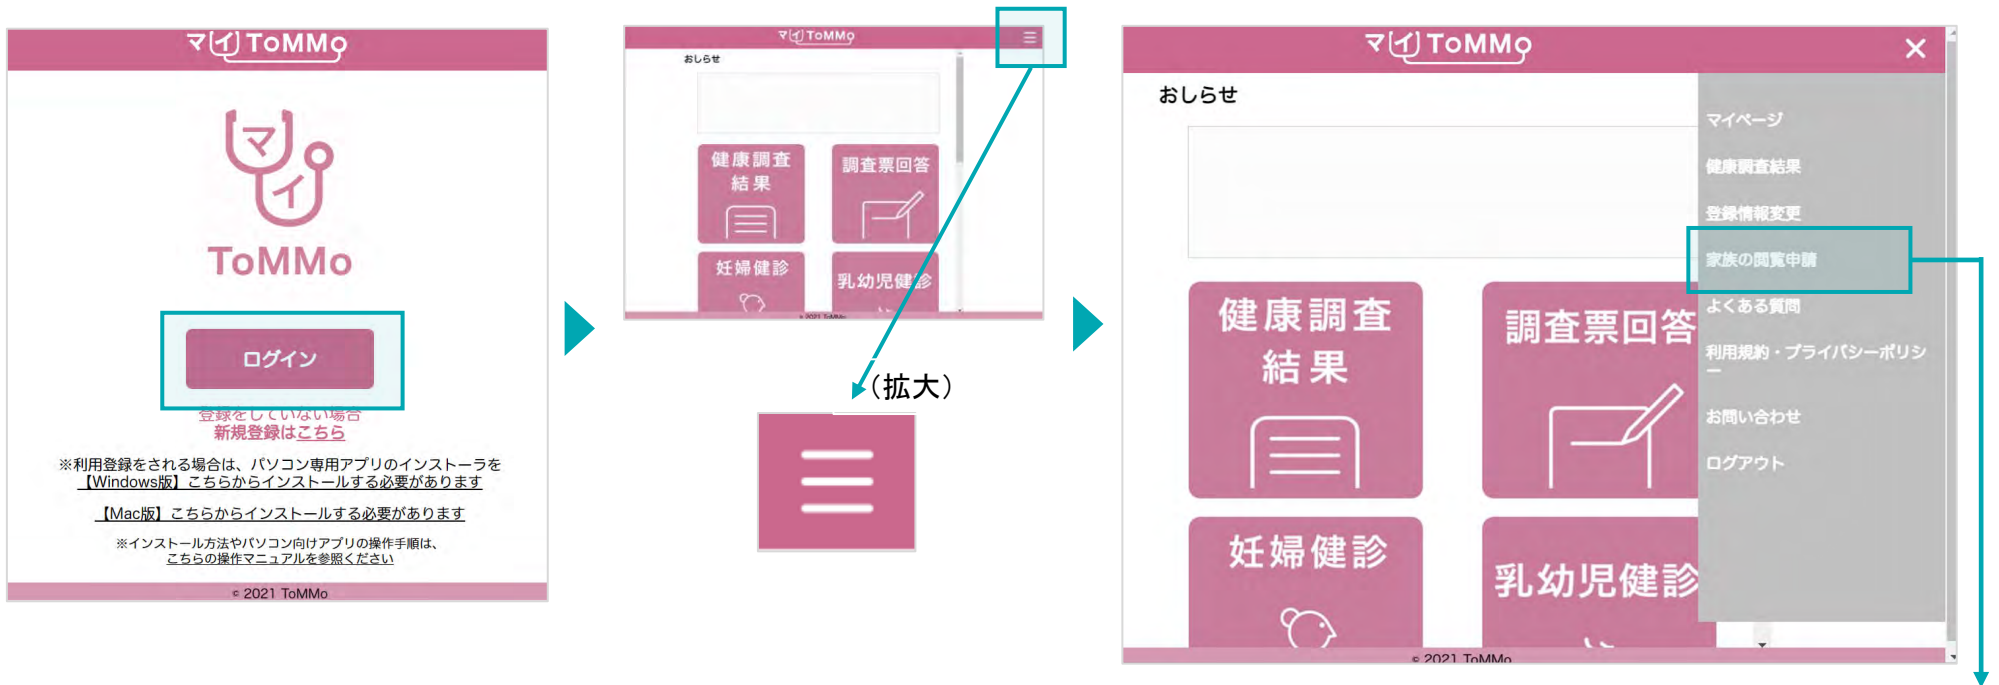 マイ ToMMo
マ
イ
ToMMo
ログイン
登録をしていない場合
新規登録はこちら
※利用登録をされる場合は、パソコン専用アプリのインストーラを
【Windows版】こちらからインストールする必要があります
【Mac版】こちらからインストールする必要があります
※インストール方法やパソコン向けアプリの操作手順は、
こちらの操作マニュアルを参照ください
© 2021 ToMMo
マイ ToMMo
おしらせ
健康調査
結果
調査票回答
妊婦健診
乳幼児健診
© 2021 ToMMo
（拡大）
マイ ToMMo
おしらせ
健康調査
結果
調査票回答
妊婦健診
乳幼児健診
© 2021 ToMMo
マイページ
健康調査結果
登録情報変更
家族の閲覧申請
よくある質問
利用規約・プライバシーポリシ
ー
お問い合わせ
ログアウト